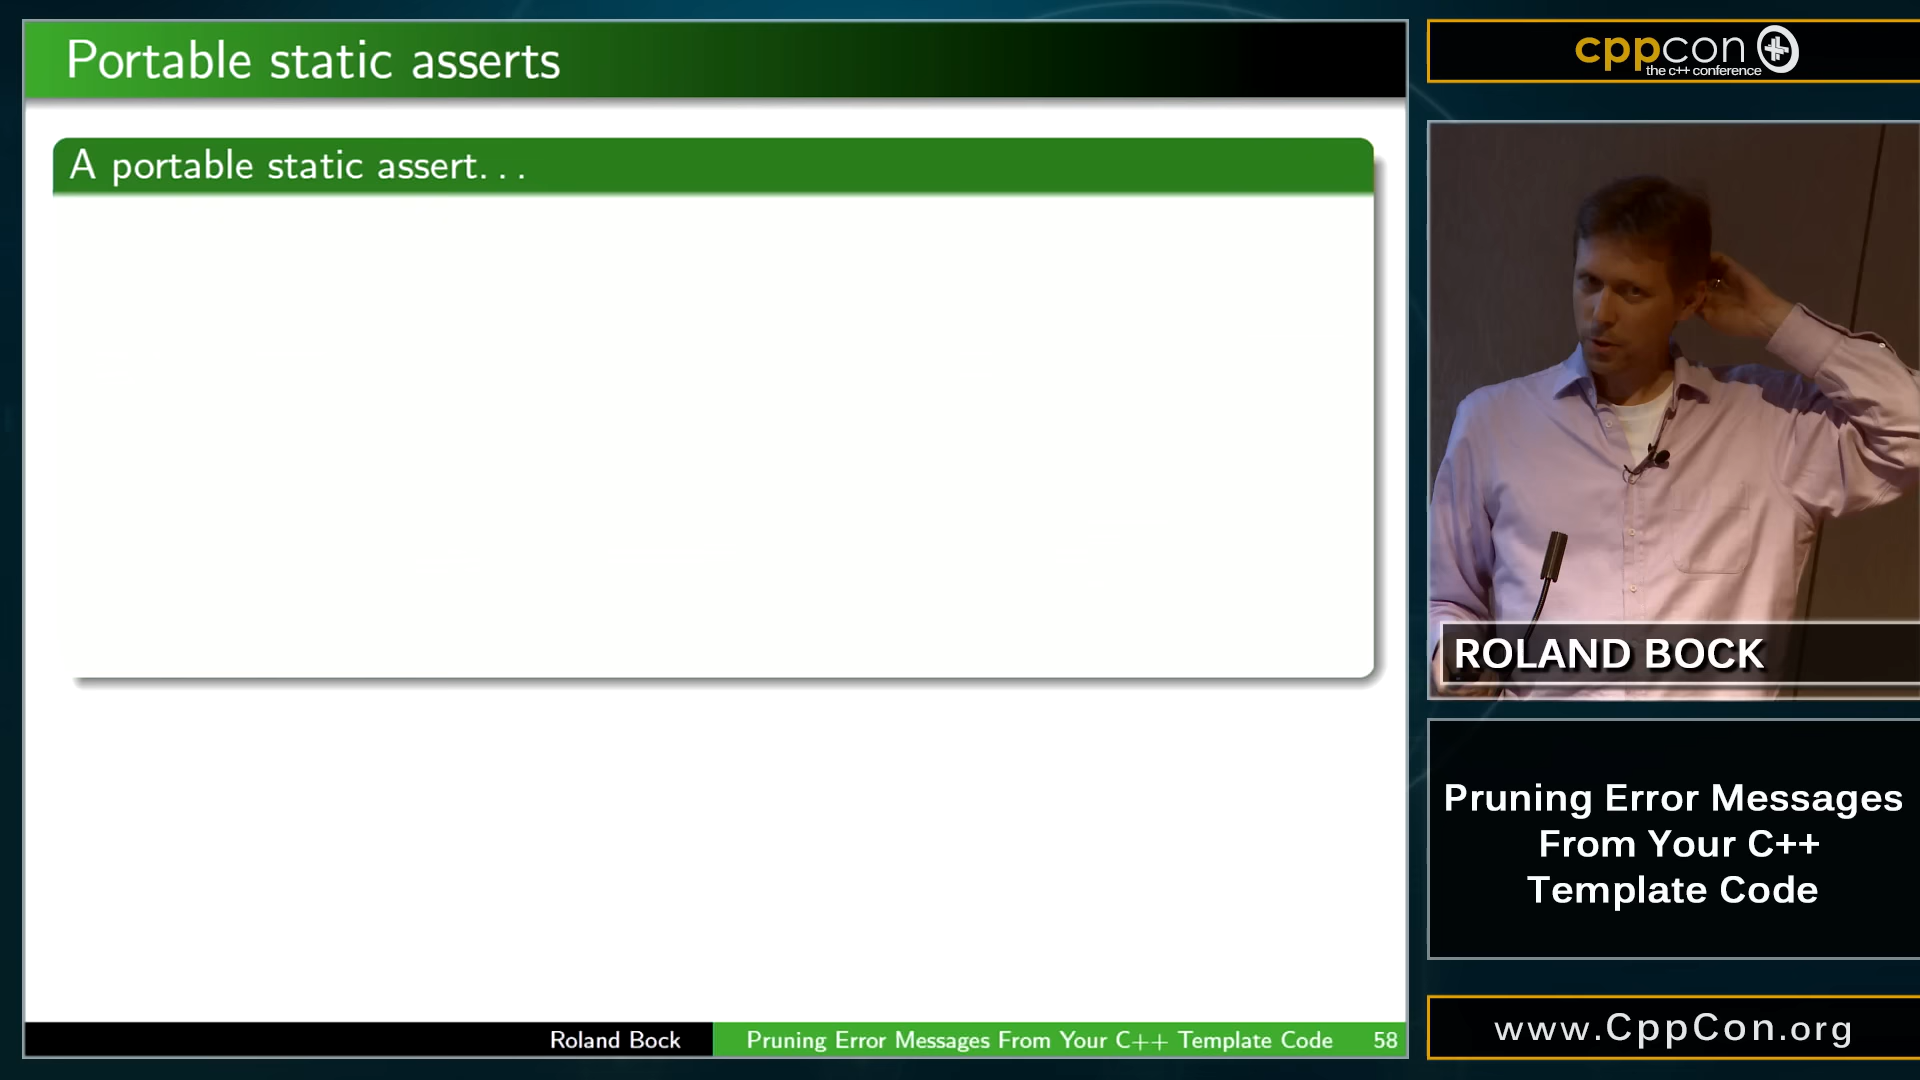 Portable static asserts
A portable static assert...
Roland Bock
Pruning Error Messages From Your C++ Template Code
58
cppcon
the c++ conference
ROLAND BOCK
Pruning Error Messages
From Your C++
Template Code
www.CppCon.org